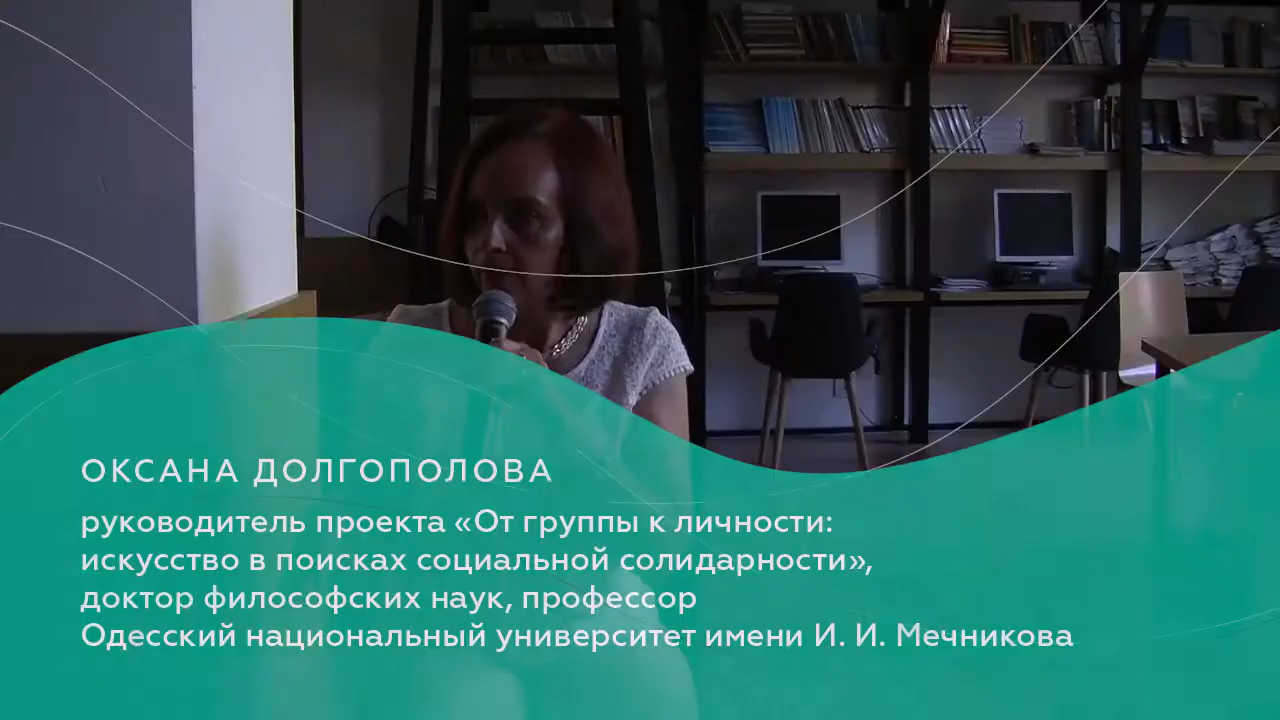 ОКСАНА ДОЛГОПОЛОВА
руководитель проекта «От группы к личности:
искусство в поисках социальной солидарности»,
доктор философских наук, профессор
Одесский национальный университет имени И. И. Мечникова